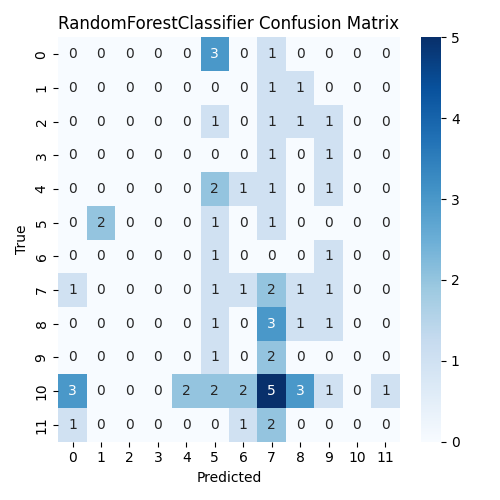 RandomForestClassifier Confusion Matrix
0 0 0 0 0 0 3 0 1 0 0 0 0
1 0 0 0 0 0 0 0 1 1 0 0 0
2 0 0 0 0 0 1 0 1 1 1 0 0
3 0 0 0 0 0 0 0 1 0 1 0 0
4 0 0 0 0 0 2 1 1 0 1 0 0
5 0 2 0 0 0 1 0 1 0 0 0 0
6 0 0 0 0 0 1 0 0 0 1 0 0
7 1 0 0 0 0 1 1 2 1 1 0 0
8 0 0 0 0 0 1 0 3 1 1 0 0
9 0 0 0 0 0 1 0 2 0 0 0 0
10 3 0 0 0 2 2 2 5 3 1 0 1
11 1 0 0 0 0 0 1 2 0 0 0 0
0 1 2 3 4 5 6 7 8 9 10 11
Predicted
True
5
4
3
2
1
0